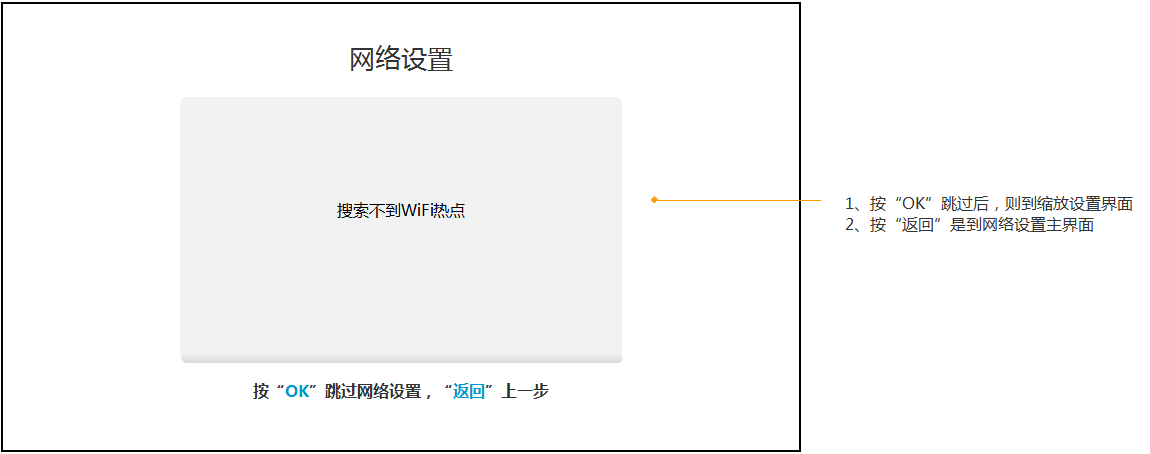 网络设置
搜索不到WiFi热点
按“OK”跳过网络设置，“返回”上一步
1、按“OK”跳过后，则到缩放设置界面
2、按“返回”是到网络设置主界面